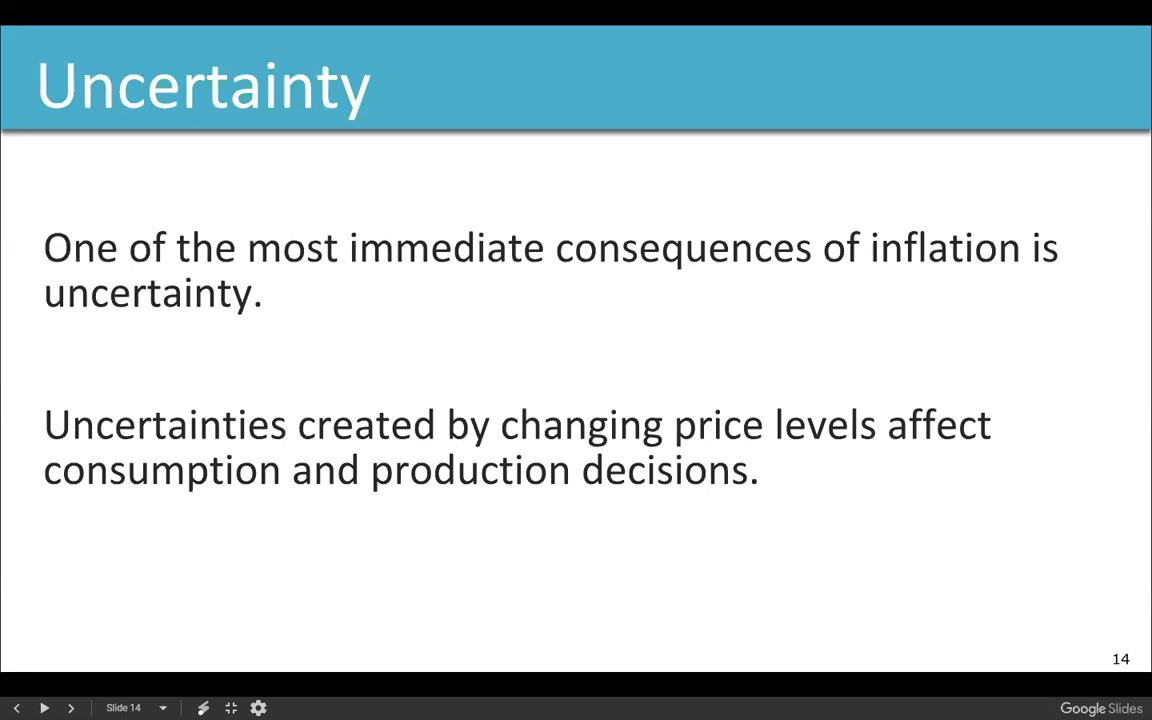 Uncertainty
One of the most immediate consequences of inflation is
uncertainty.
Uncertainties created by changing price levels affect
consumption and production decisions.
14
Slide 14
Google Slides